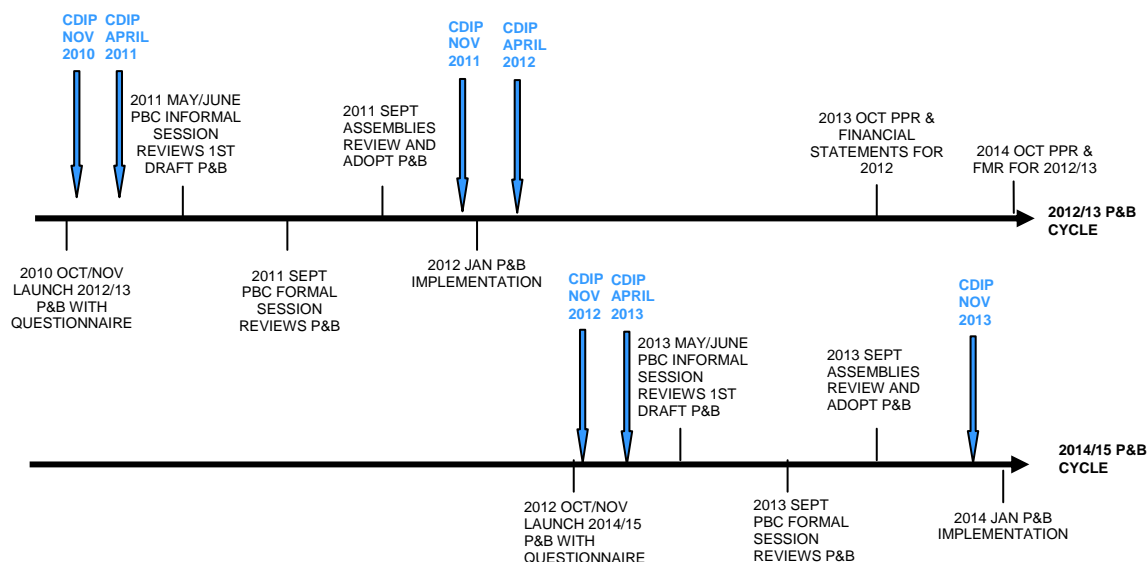 CDIP
NOV
2010
CDIP
APRIL
2011
2011 MAY/JUNE
PBC INFORMAL
SESSION
REVIEWS 1ST
DRAFT P&B
2011 SEPT
ASSEMBLIES
REVIEW AND
ADOPT P&B
CDIP
NOV
2011
CDIP
APRIL
2012
2013 OCT PPR &
FINANCIAL
STATEMENTS FOR
2012
2014 OCT PPR &
FMR FOR 2012/13
2012/13 P&B
CYCLE
2010 OCT/NOV
LAUNCH 2012/13
P&B WITH
QUESTIONNAIRE
2011 SEPT
PBC FORMAL
SESSION
REVIEWS P&B
2012 JAN P&B
IMPLEMENTATION
CDIP
NOV
2012
CDIP
APRIL
2013
2013 MAY/JUNE
PBC INFORMAL
SESSION
REVIEWS 1ST
DRAFT P&B
2013 SEPT
ASSEMBLIES
REVIEW AND
ADOPT P&B
CDIP
NOV
2013
2014/15 P&B
CYCLE
2012 OCT/NOV
LAUNCH 2014/15
P&B WITH
QUESTIONNAIRE
2013 SEPT
PBC FORMAL
SESSION
REVIEWS P&B
2014 JAN P&B
IMPLEMENTATION